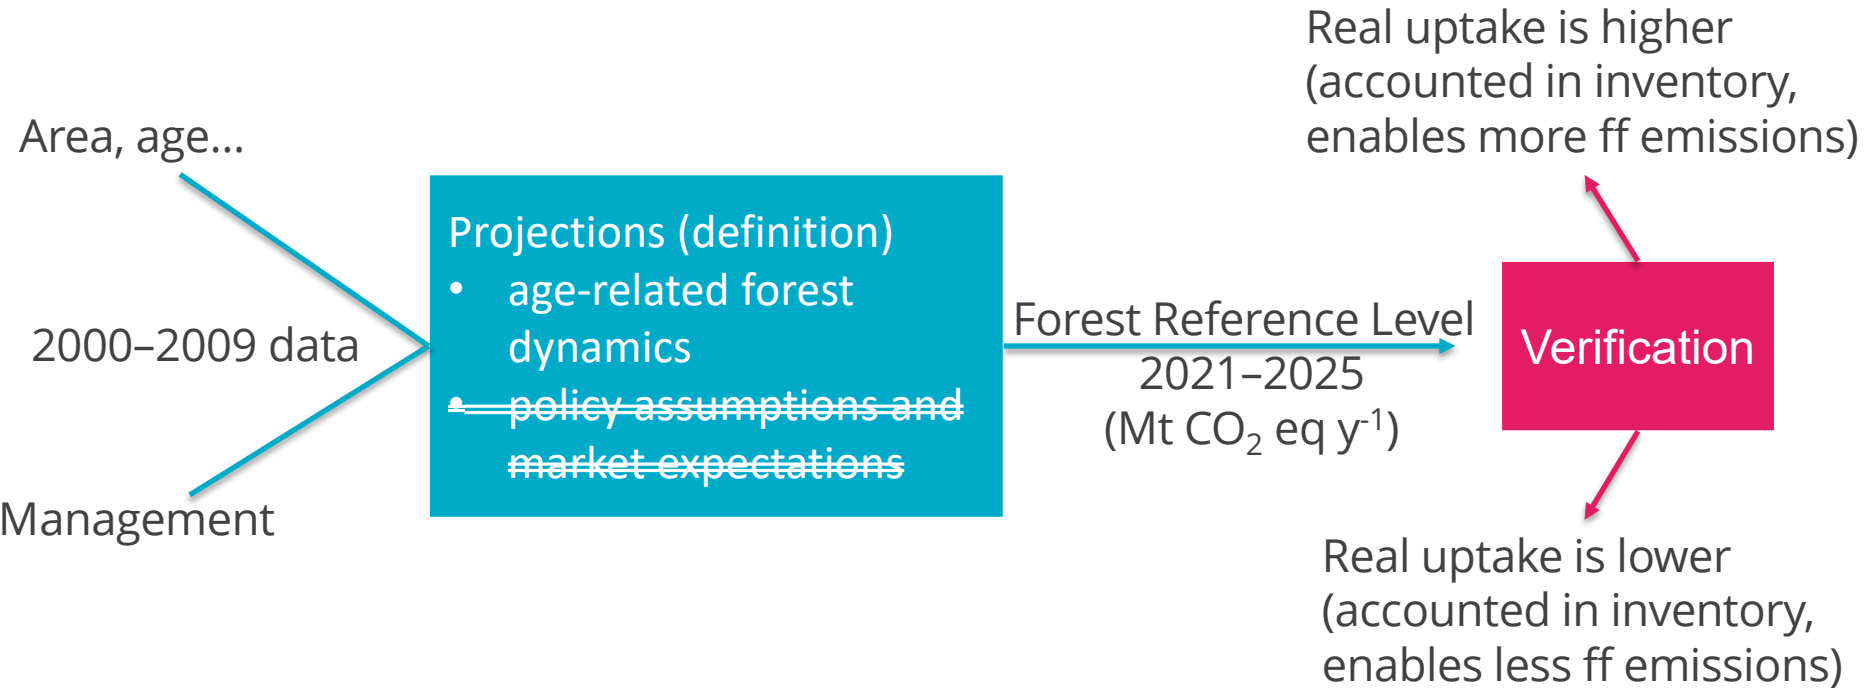 Area, age...
2000–2009 data
Management
Projections (definition)
• age-related forest
dynamics
• policy assumptions and
market expectations
Forest Reference Level
2021–2025
(Mt CO₂ eq y⁻¹)
Verification
Real uptake is higher
(accounted in inventory,
enables more ff emissions)
Real uptake is lower
(accounted in inventory,
enables less ff emissions)